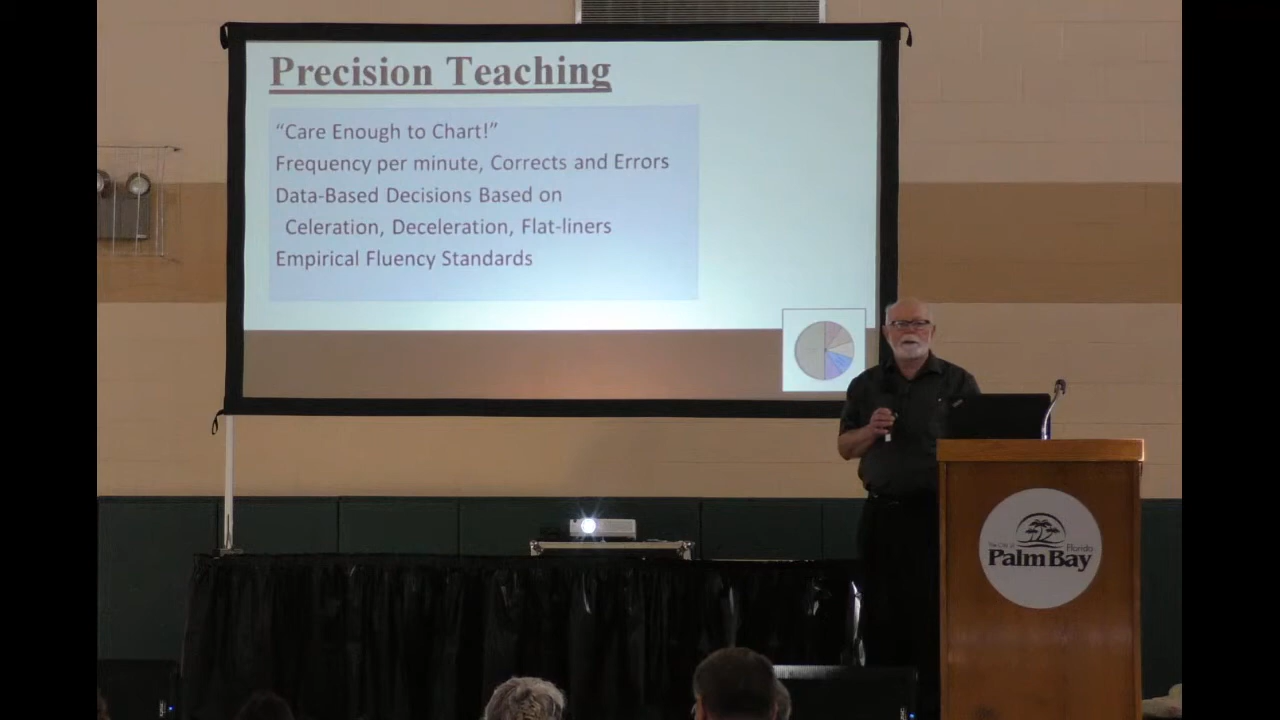 Precision Teaching
“Care Enough to Chart!”
Frequency per minute, Corrects and Errors
Data-Based Decisions Based on
Celeration, Deceleration, Flat-liners
Empirical Fluency Standards
The City of
Florida
Palm Bay